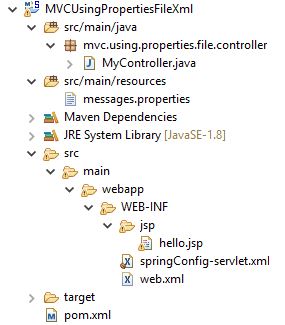 MVCUsingPropertiesFileXml
src/main/java
mvc.using.properties.file.controller
MyController.java
src/main/resources
messages.properties
Maven Dependencies
JRE System Library [JavaSE-1.8]
src
main
webapp
WEB-INF
jsp
hello.jsp
springConfig-servlet.xml
web.xml
target
pom.xml